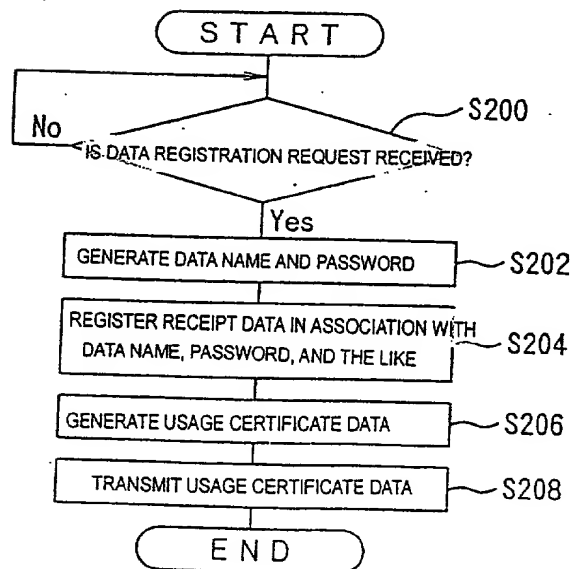 START
S200
No
IS DATA REGISTRATION REQUEST RECEIVED?
Yes
GENERATE DATA NAME AND PASSWORD
S202
REGISTER RECEIPT DATA IN ASSOCIATION WITH
DATA NAME, PASSWORD, AND THE LIKE
S204
GENERATE USAGE CERTIFICATE DATA
S206
TRANSMIT USAGE CERTIFICATE DATA
S208
END